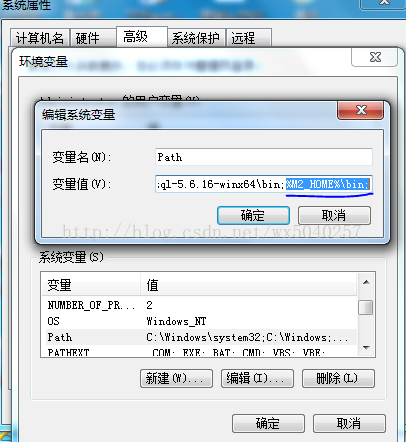 系统属性
计算机名 硬件 高级 系统保护 远程
环境变量
的用户变量(U)
编辑系统变量
变量名(N): Path
变量值(V): ;ql-5.6.16-winx64\bin;%M2_HOME%\bin;
确定 取消
http://blog.csdn.net/wx5040257
系统变量(S)
变量 值
NUMBER_OF_PR... 2
OS Windows_NT
Path C:\Windows\system32;C:\Windows;...
PATHEXT .COM;.EXE;.BAT;.CMD;.VBS;.VBE;
新建(W)... 编辑(I)... 删除(L)
确定 取消